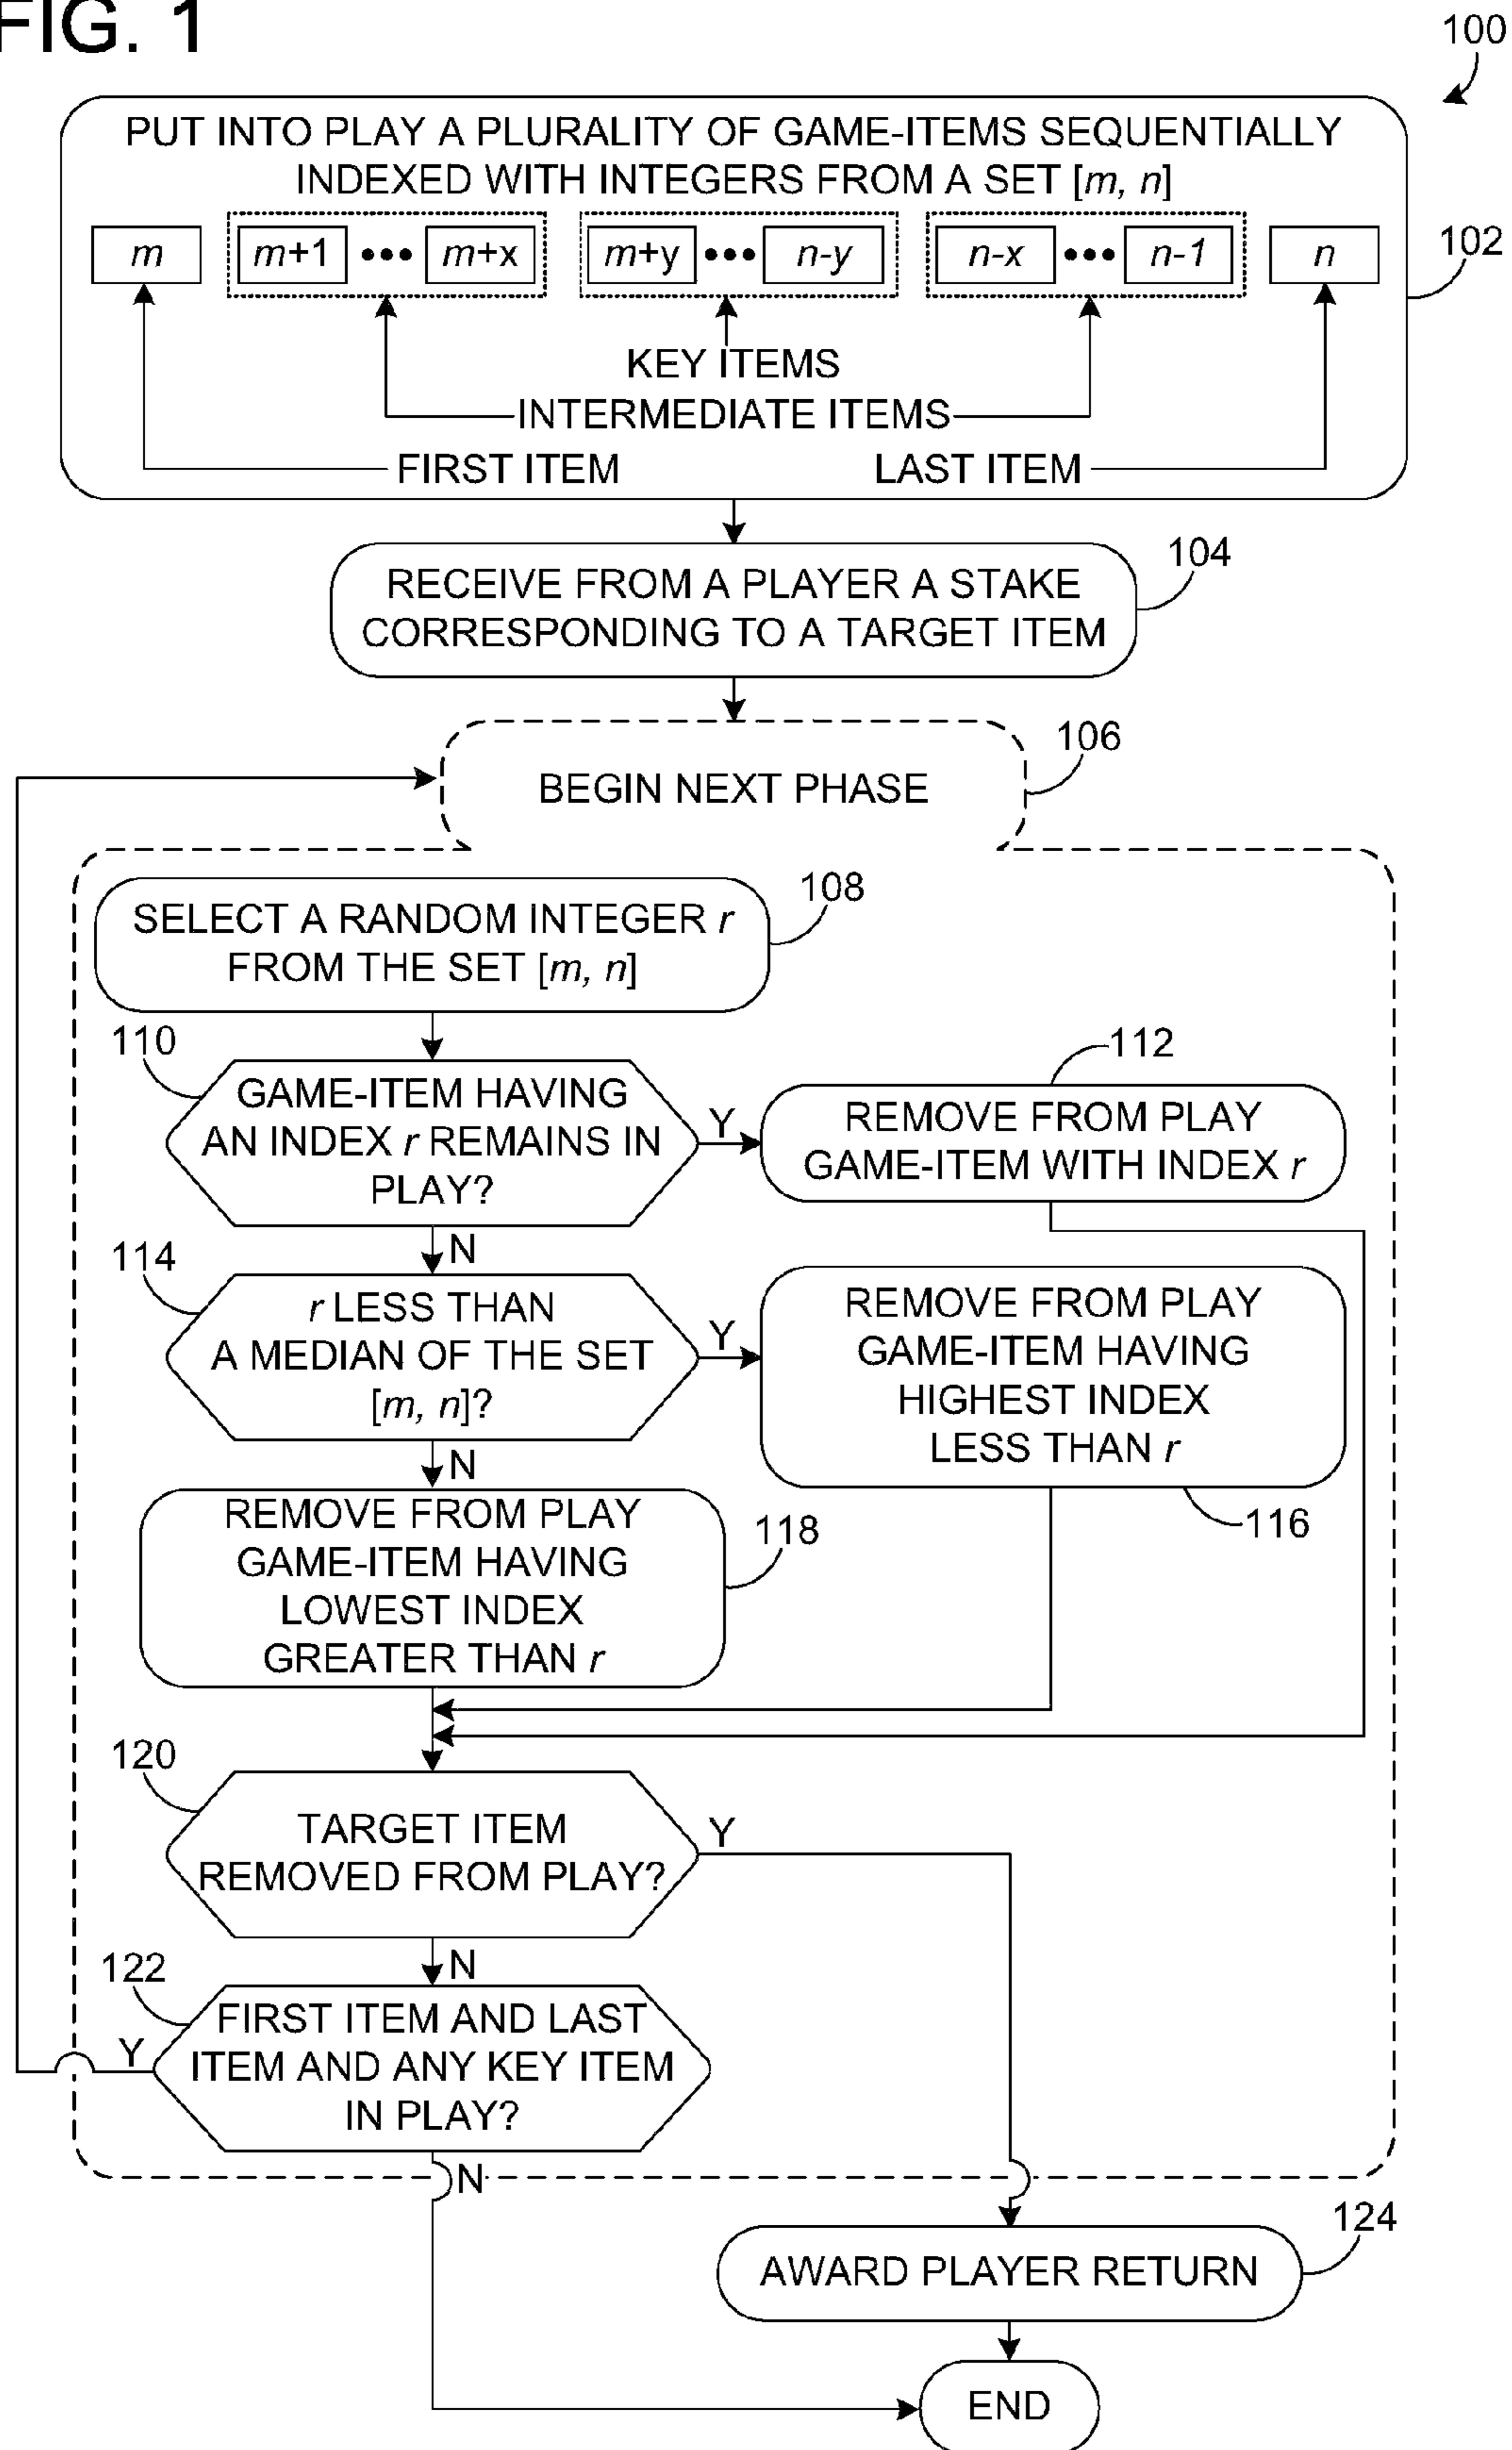 FIG. 1
100
PUT INTO PLAY A PLURALITY OF GAME-ITEMS SEQUENTIALLY
INDEXED WITH INTEGERS FROM A SET [m, n]
m m+1 ••• m+x m+y ••• n-y n-x ••• n-1 n
102
KEY ITEMS
INTERMEDIATE ITEMS
FIRST ITEM LAST ITEM
104
RECEIVE FROM A PLAYER A STAKE
CORRESPONDING TO A TARGET ITEM
106
BEGIN NEXT PHASE
108
SELECT A RANDOM INTEGER r
FROM THE SET [m, n]
110
GAME-ITEM HAVING
AN INDEX r REMAINS IN
PLAY?
Y
112
REMOVE FROM PLAY
GAME-ITEM WITH INDEX r
N
114
r LESS THAN
A MEDIAN OF THE SET
[m, n]?
Y
REMOVE FROM PLAY
GAME-ITEM HAVING
HIGHEST INDEX
LESS THAN r
116
N
REMOVE FROM PLAY
GAME-ITEM HAVING
LOWEST INDEX
GREATER THAN r
118
120
TARGET ITEM
REMOVED FROM PLAY?
Y
N
122
FIRST ITEM AND LAST
ITEM AND ANY KEY ITEM
IN PLAY?
Y
N
124
AWARD PLAYER RETURN
END